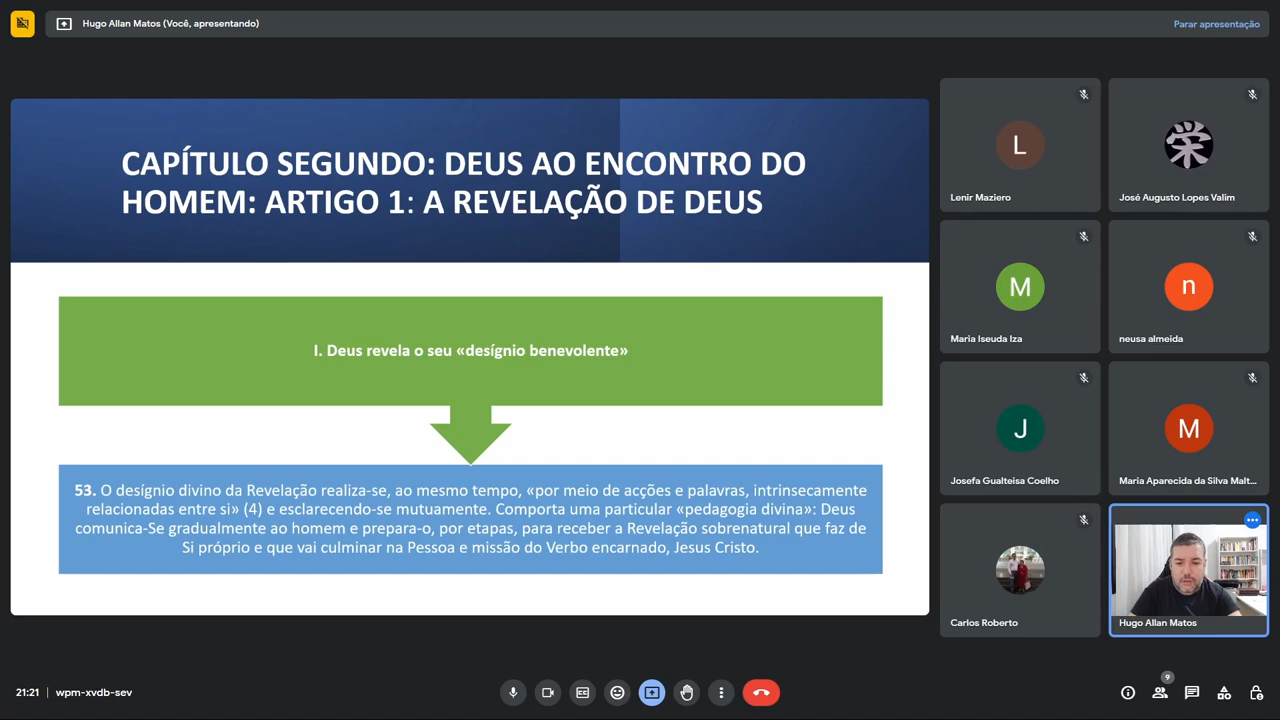 Hugo Allan Matos (Você, apresentando)
Parar apresentação
CAPÍTULO SEGUNDO: DEUS AO ENCONTRO DO
HOMEM: ARTIGO 1: A REVELAÇÃO DE DEUS
I. Deus revela o seu «desígnio benevolente»
53. O desígnio divino da Revelação realiza-se, ao mesmo tempo, «por meio de acções e palavras, intrinsecamente
relacionadas entre si» (4) e esclarecendo-se mutuamente. Comporta uma particular «pedagogia divina»: Deus
comunica-Se gradualmente ao homem e prepara-o, por etapas, para receber a Revelação sobrenatural que faz de
Si próprio e que vai culminar na Pessoa e missão do Verbo encarnado, Jesus Cristo.
L
Lenir Maziero
栄
José Augusto Lopes Valim
M
Maria Iseuda Iza
n
neusa almeida
J
Josefa Gualteisa Coelho
M
Maria Aparecida da Silva Malt...
Carlos Roberto
Hugo Allan Matos
21:21 | wpm-xvdb-sev
9